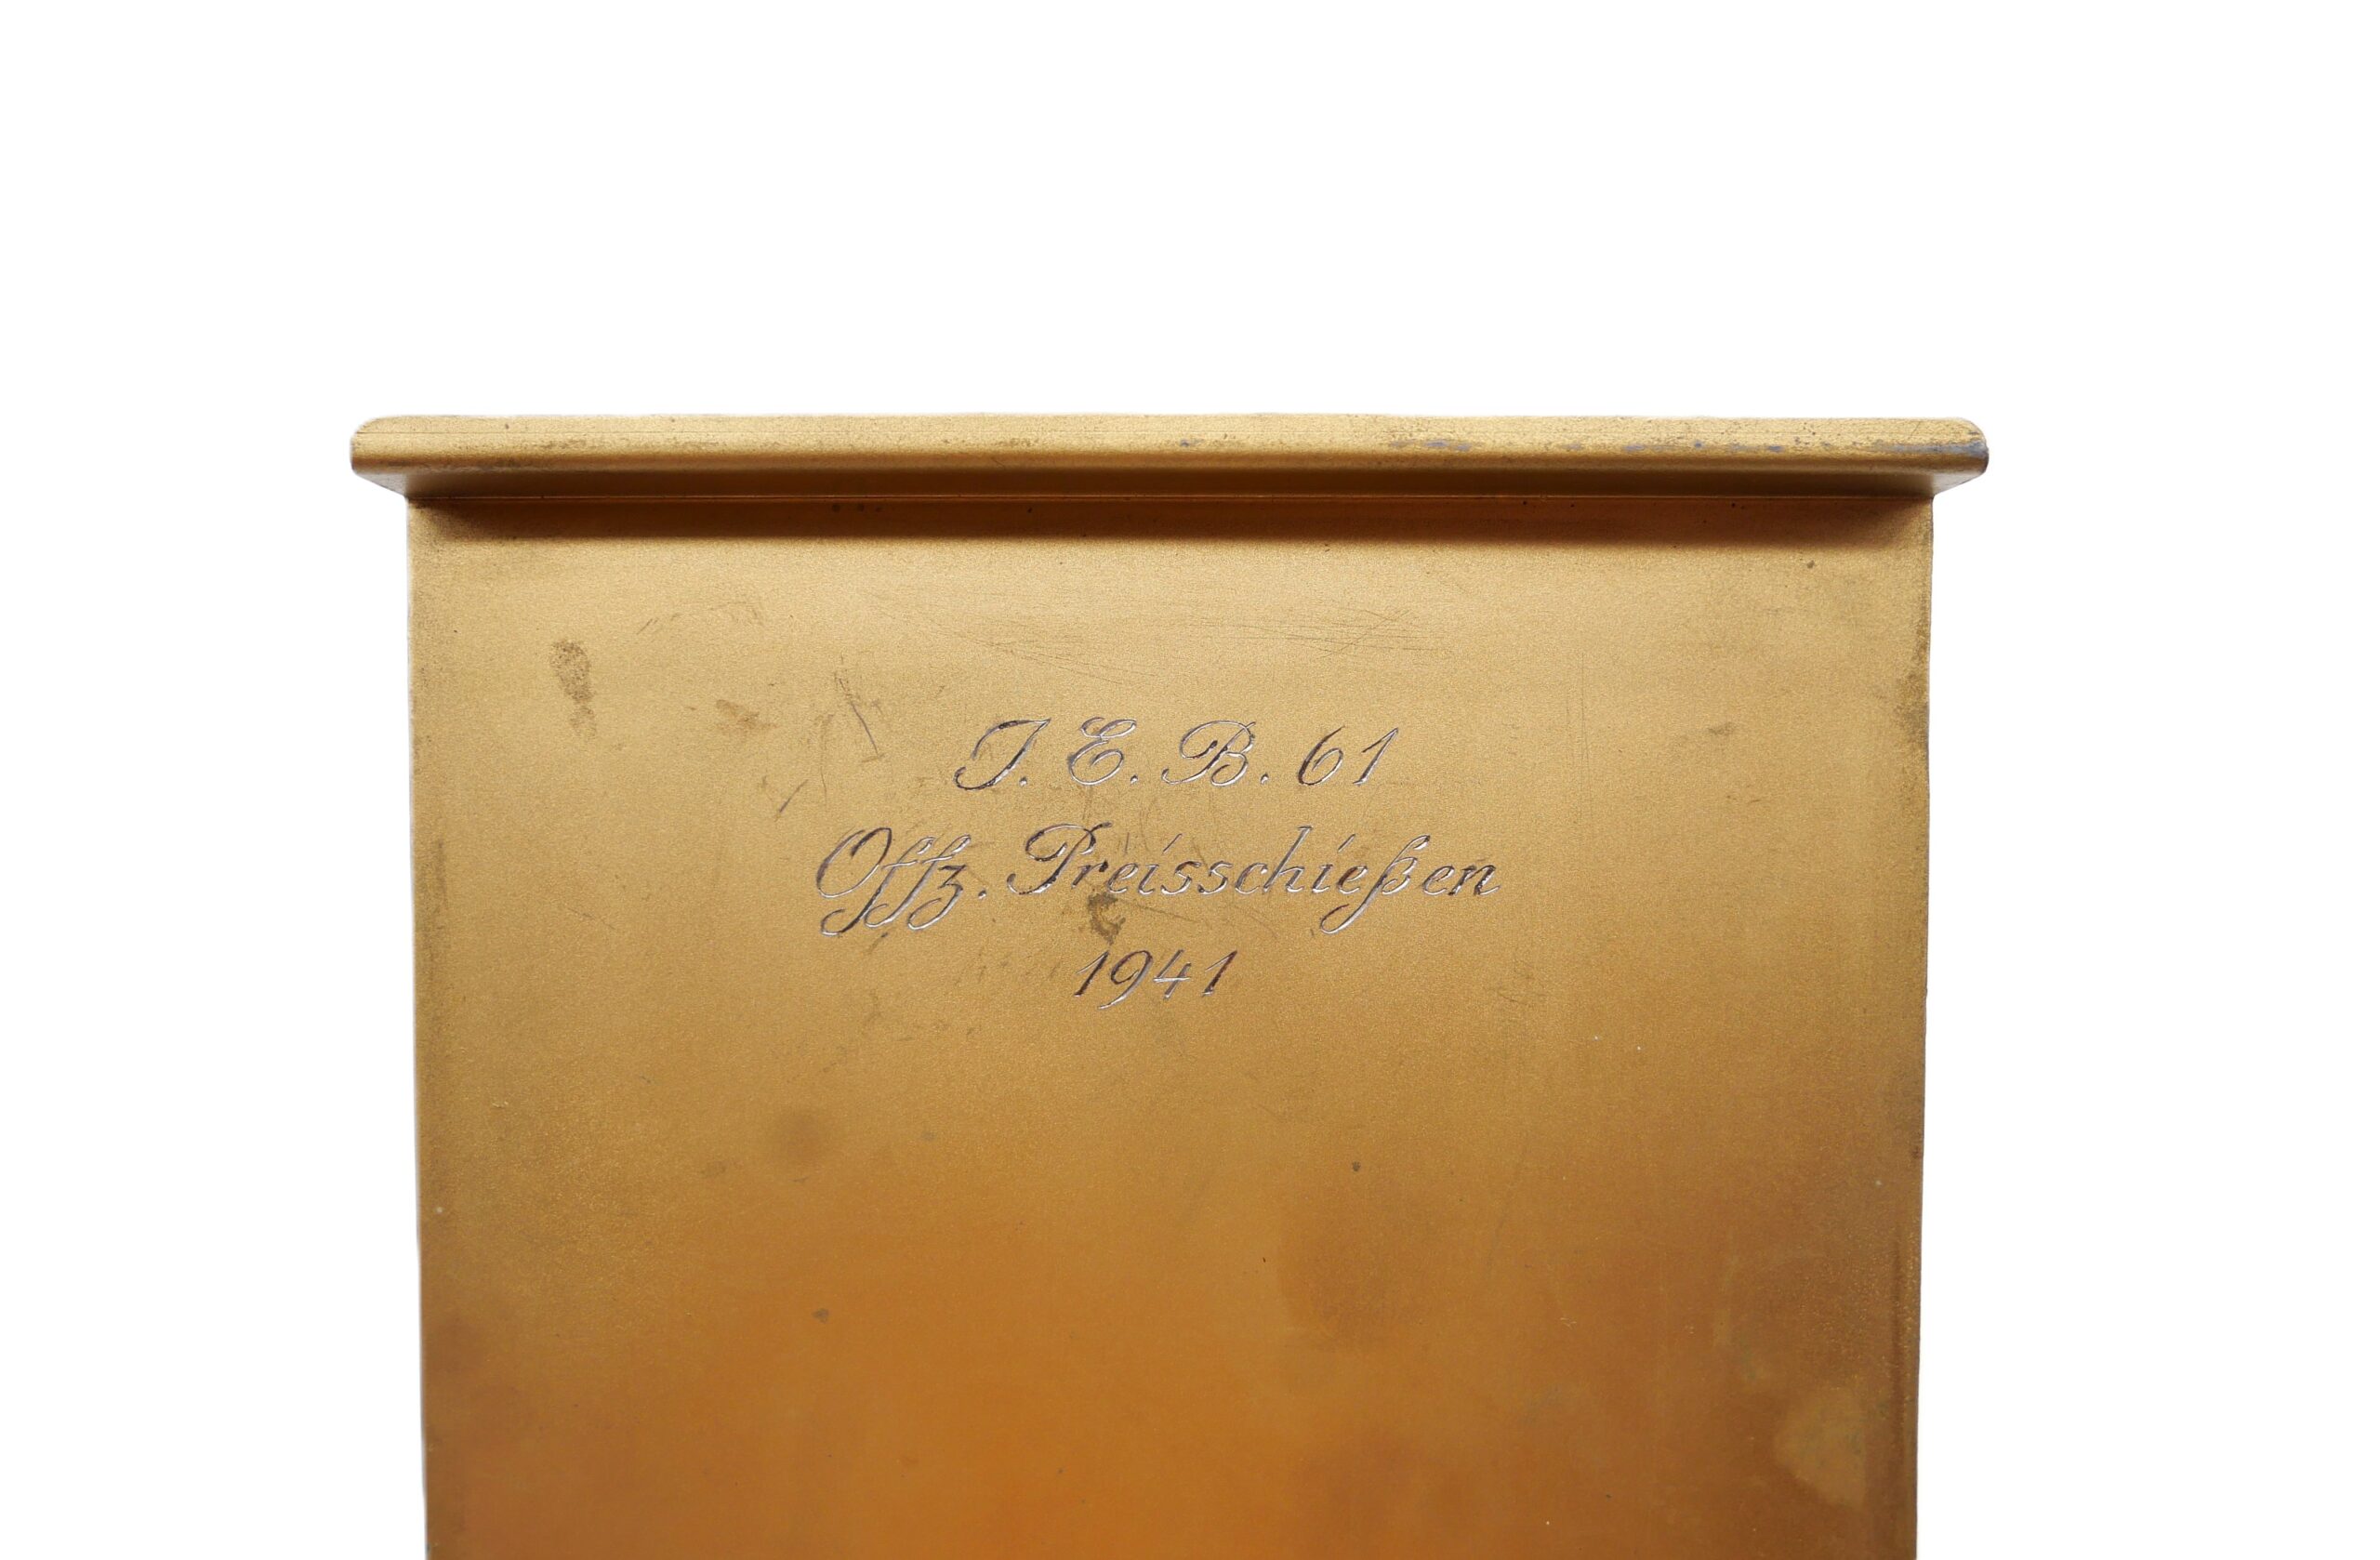 J. E. B. 61
Offz. Preisschießen
1941